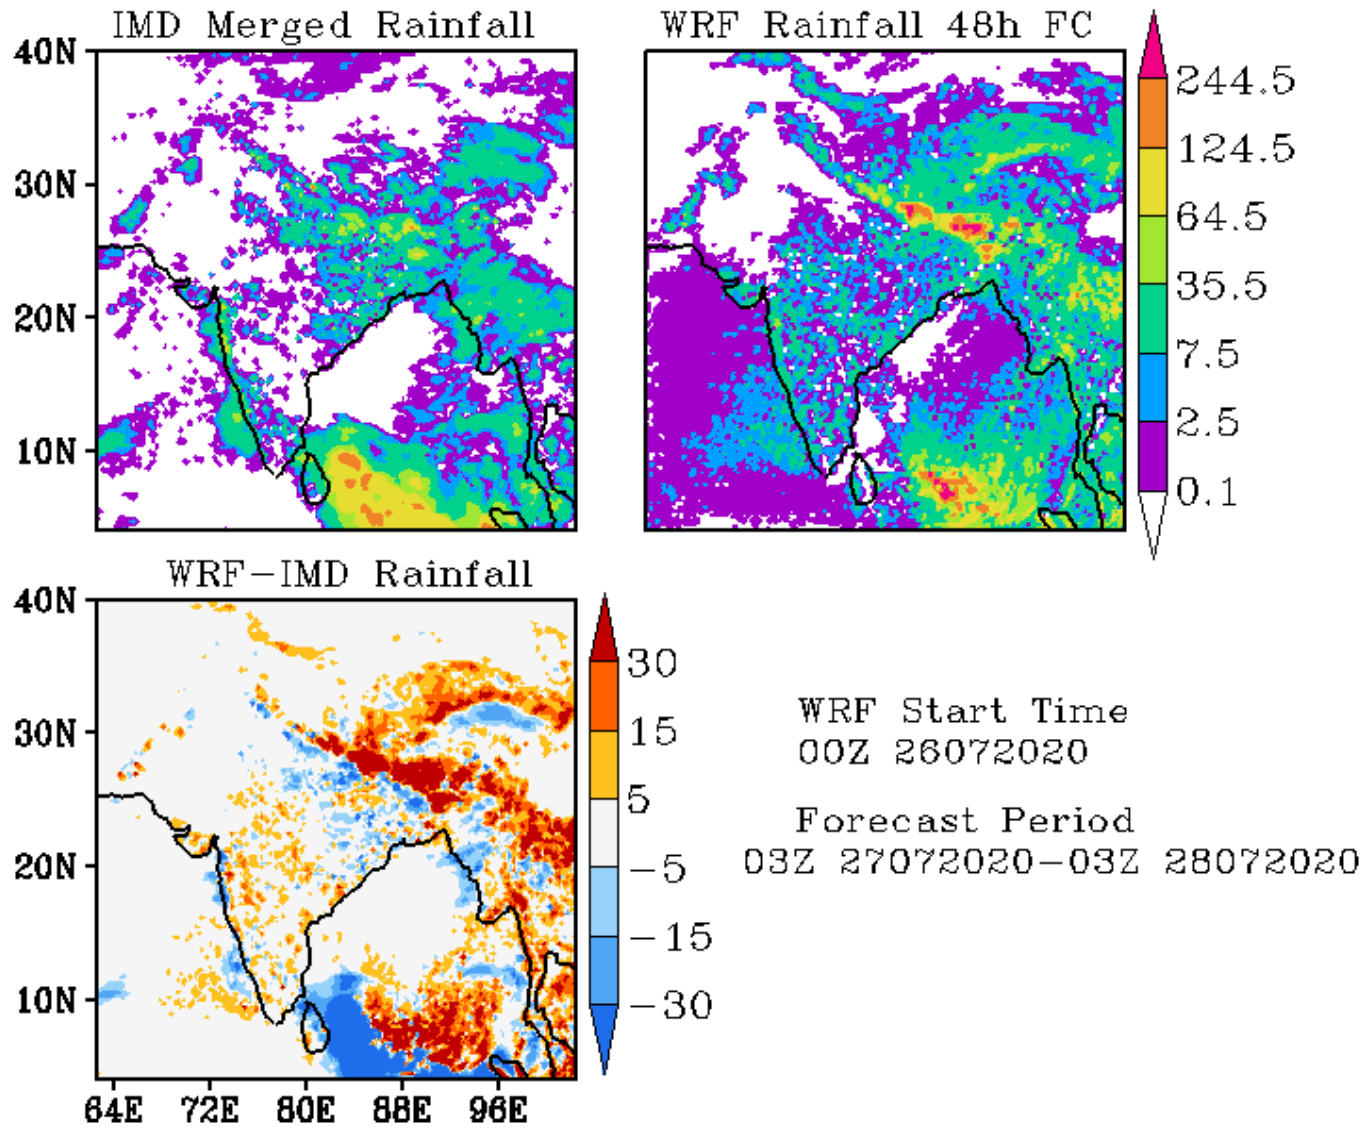 IMD Merged Rainfall
WRF Rainfall 48h FC
40N
30N
20N
10N
244.5
124.5
64.5
35.5
7.5
2.5
0.1
WRF-IMD Rainfall
40N
30N
20N
10N
64E 72E 80E 88E 96E
30
15
5
-5
-15
-30
WRF Start Time
00Z 26072020
Forecast Period
03Z 27072020-03Z 28072020